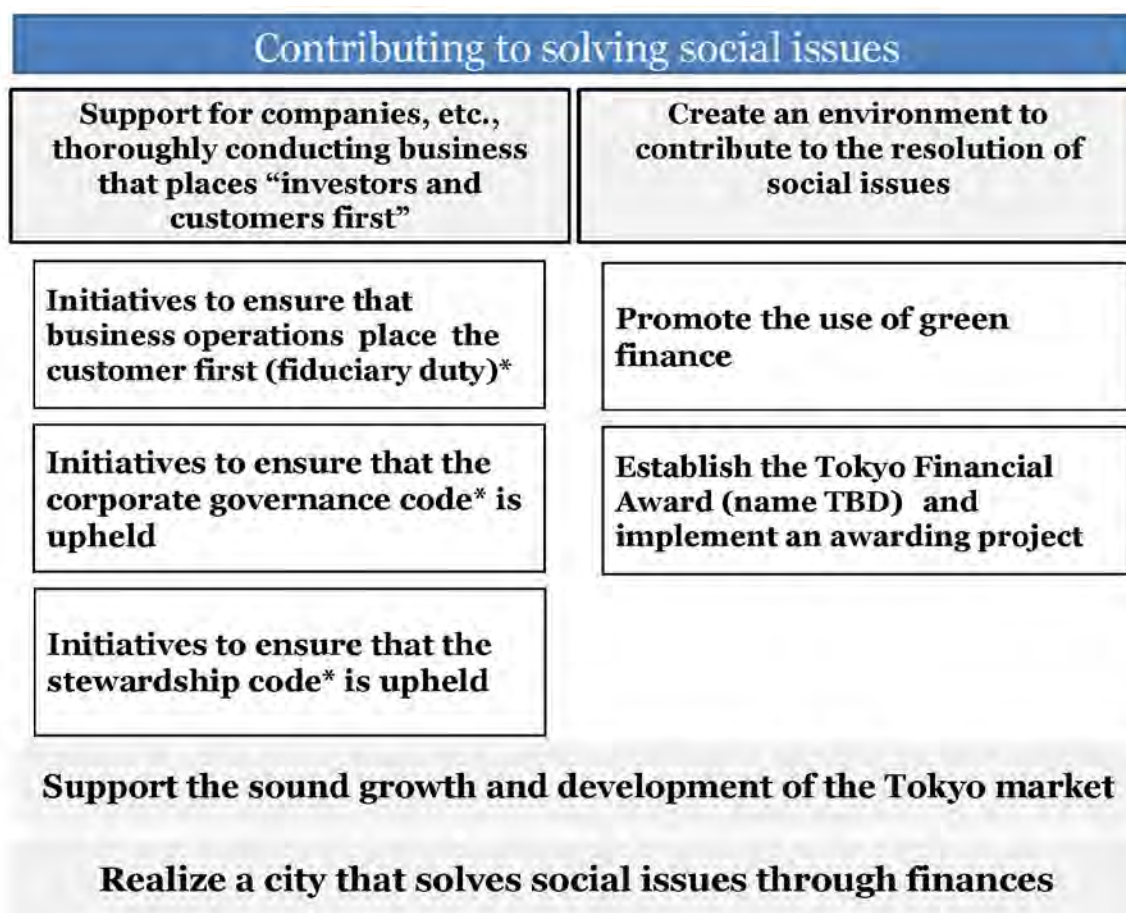 Contributing to solving social issues
Support for companies, etc.,
thoroughly conducting business
that places “investors and
customers first”
Create an environment to
contribute to the resolution of
social issues
Initiatives to ensure that
business operations place the
customer first (fiduciary duty)*
Initiatives to ensure that the
corporate governance code* is
upheld
Initiatives to ensure that the
stewardship code* is upheld
Promote the use of green
finance
Establish the Tokyo Financial
Award (name TBD) and
implement an awarding project
Support the sound growth and development of the Tokyo market
Realize a city that solves social issues through finances